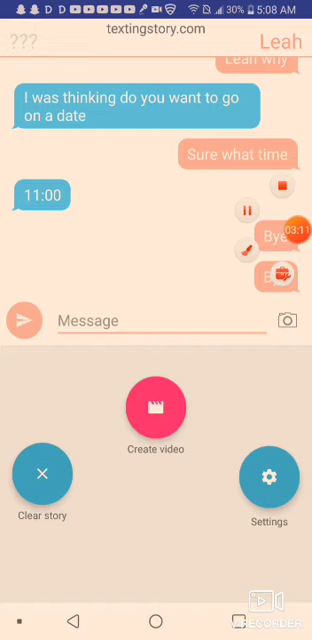 30% 5:08 AM
textingstory.com
??? Leah
Leah why
I was thinking do you want to go
on a date
Sure what time
11:00
03:11
Bye
Message
Create video
Clear story
Settings
RECORDER